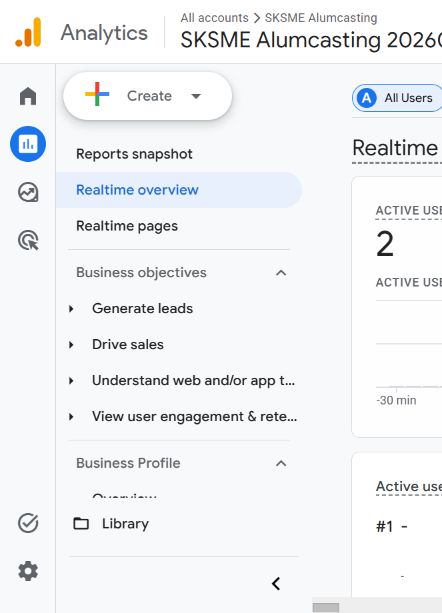 Analytics
All accounts > SKSME Alumcasting
SKSME Alumcasting 2026
Create
A All Users
Reports snapshot
Realtime overview
Realtime pages
Business objectives
Generate leads
Drive sales
Understand web and/or app t...
View user engagement & rete...
Business Profile
Overview
Library
Realtime
ACTIVE USE
2
ACTIVE USE
-30 min
Active use
#1 -
-